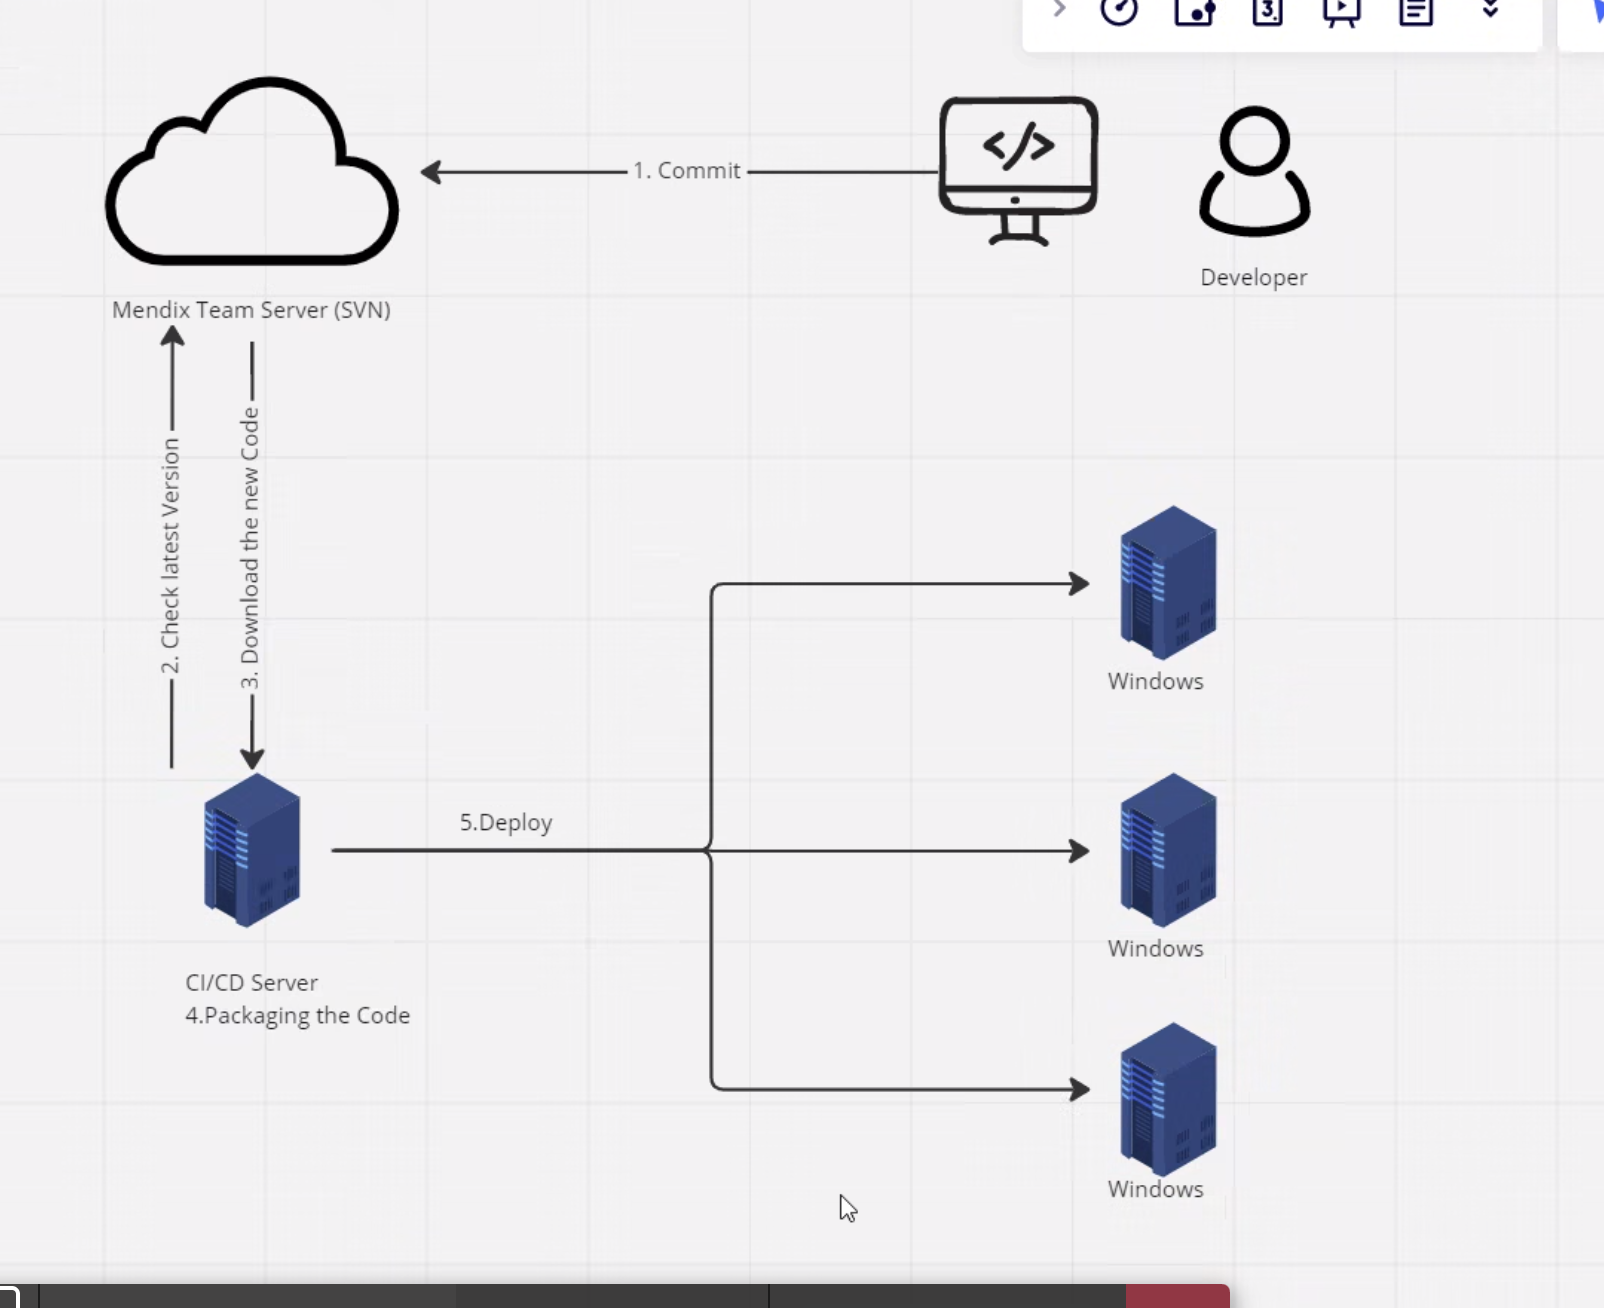 3
</>
1. Commit
Developer
Mendix Team Server (SVN)
2. Check latest Version
3. Download the new Code
Windows
5.Deploy
Windows
CI/CD Server
4.Packaging the Code
Windows